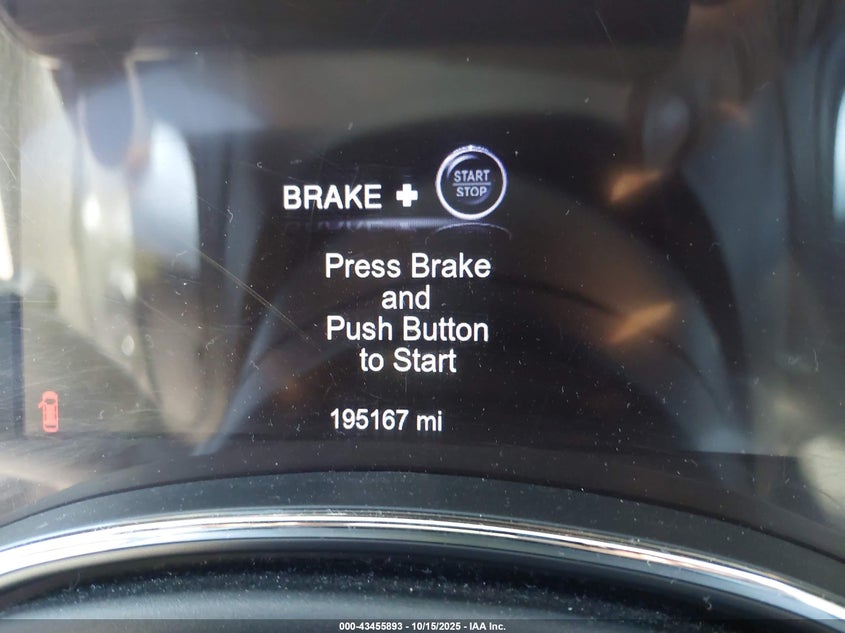 BRAKE + START
STOP
Press Brake
and
Push Button
to Start
195167 mi
000-43455893 - 10/15/2025 - IAA Inc.